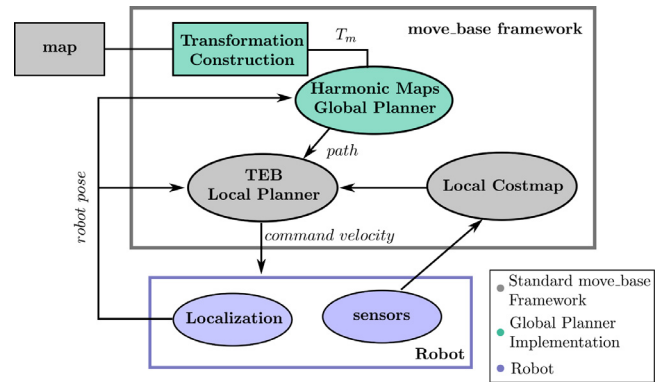 move_base framework
map
Transformation
Construction
T_m
Harmonic Maps
Global Planner
path
TEB
Local Planner
Local Costmap
robot pose
command velocity
Localization
sensors
Robot
Standard move_base
Framework
Global Planner
Implementation
Robot